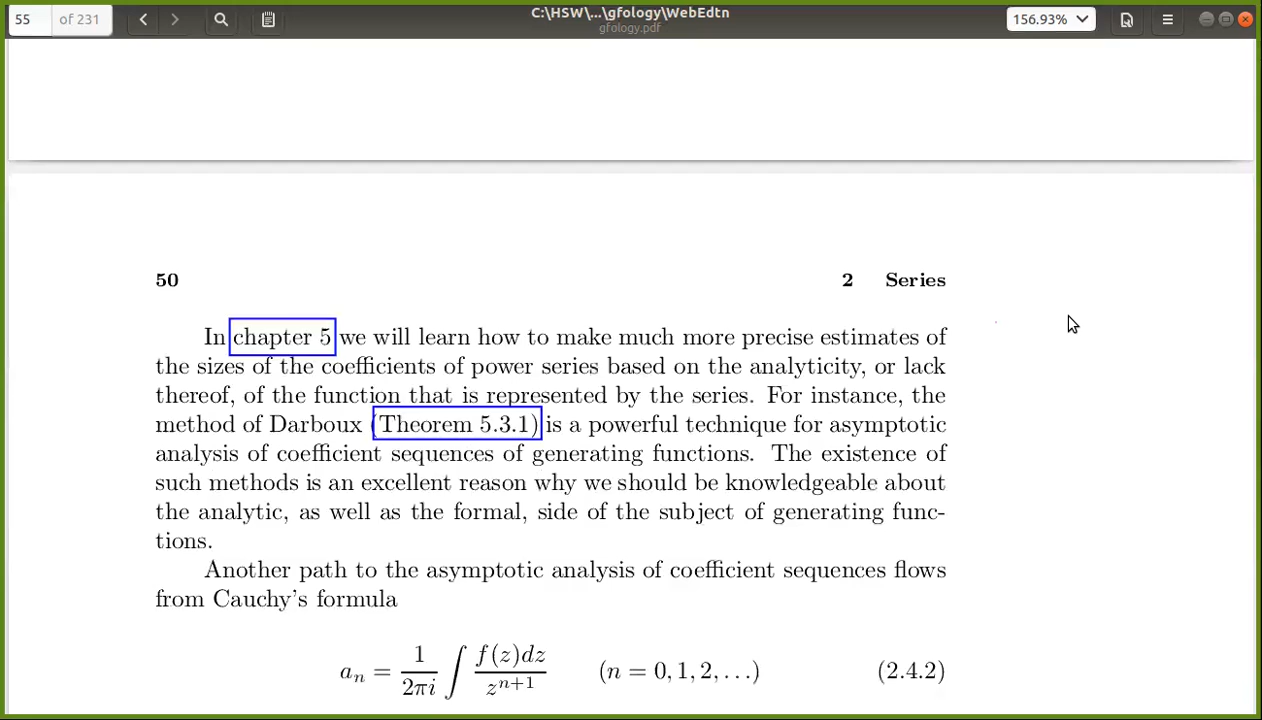 55 of 231
C:\HSW\...\gfology\WebEdtn
gfology.pdf
156.93%
50 2 Series
In chapter 5 we will learn how to make much more precise estimates of
the sizes of the coefficients of power series based on the analyticity, or lack
thereof, of the function that is represented by the series. For instance, the
method of Darboux (Theorem 5.3.1) is a powerful technique for asymptotic
analysis of coefficient sequences of generating functions. The existence of
such methods is an excellent reason why we should be knowledgeable about
the analytic, as well as the formal, side of the subject of generating func-
tions.
Another path to the asymptotic analysis of coefficient sequences flows
from Cauchy's formula
a_n = \frac{1}{2πi} ∫ \frac{f(z)dz}{z^{n+1}} (n = 0, 1, 2, ...) (2.4.2)